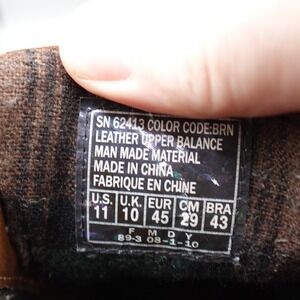 SN 62413 COLOR CODE:BRN
LEATHER UPPER BALANCE
MAN MADE MATERIAL
MADE IN CHINA
FABRIQUE EN CHINE
U.S. U.K. EUR CM BRA
11 10 45 29 43
F M D Y
89-3 08-1-10